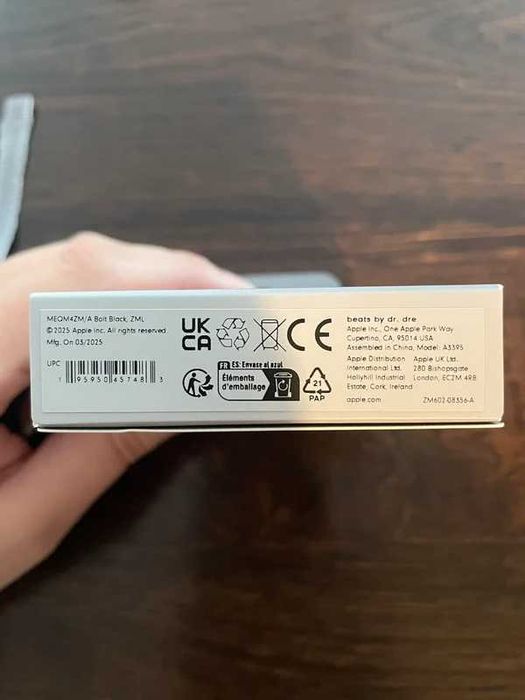 MEOM4ZM/A Bolt Black, ZML
©2025 Apple Inc. All rights reserved.
Mfg. On 03/2025
UPC
1 95950 45748 3
UK
CA
CE
FR ES: Envase al azul
Éléments
d'emballage
21
PAP
beats by dr. dre
Apple Inc., One Apple Park Way
Cupertino, CA, 95014 USA
Assembled in China, Model: A3395
Apple Distribution
International Ltd.
Hollyhill Industrial
Estate, Cork, Ireland
Apple UK Ltd.
280 Bishopsgate
London, EC2M 4RB
apple.com
ZM602-08356-A